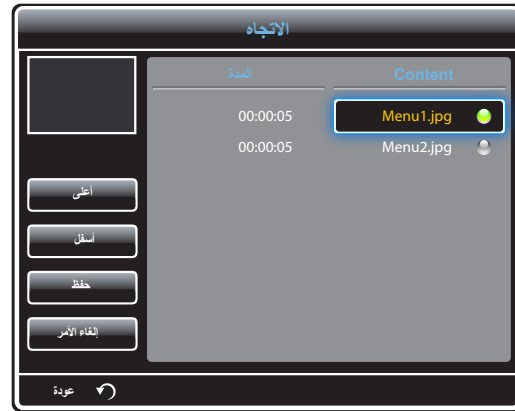 الاتجاه
Content المدة
Menu1.jpg 00:00:05
Menu2.jpg 00:00:05
أعلى
أسفل
حفظ
إلغاء الأمر
عودة